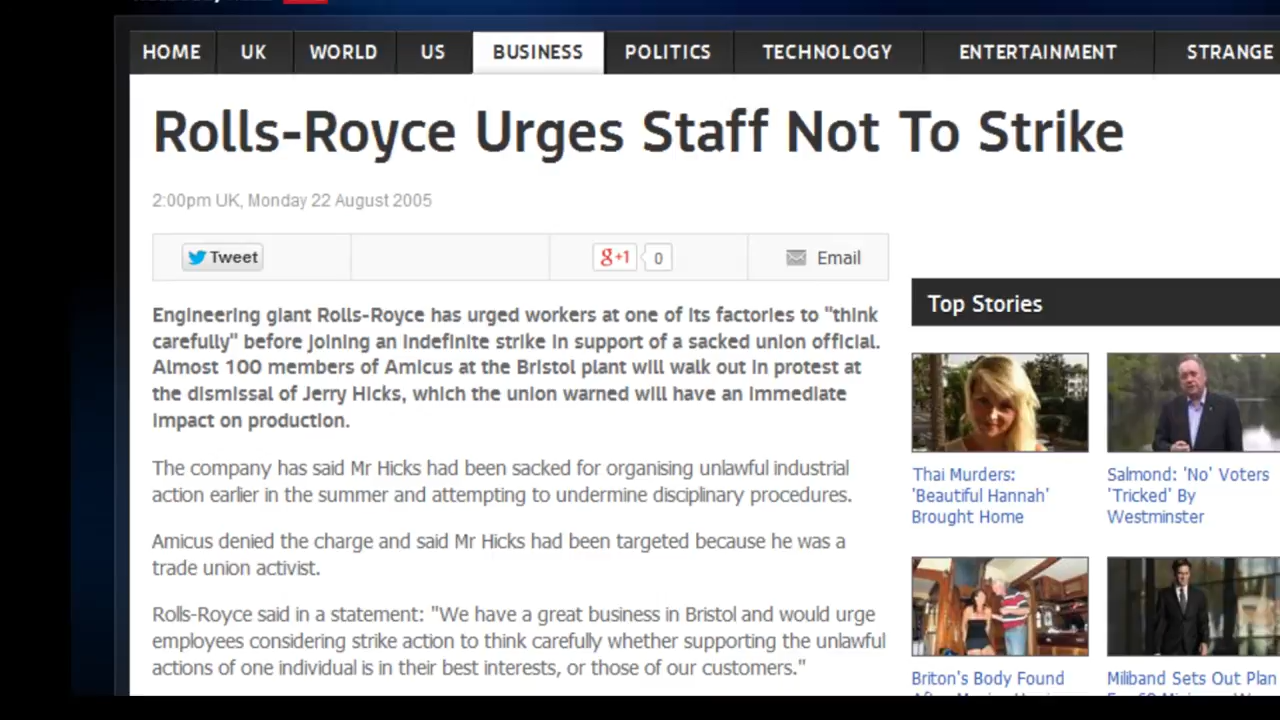 HOME UK WORLD US BUSINESS POLITICS TECHNOLOGY ENTERTAINMENT STRANGE
Rolls-Royce Urges Staff Not To Strike
2:00pm UK, Monday 22 August 2005
Tweet
g+1 0
Email
Engineering giant Rolls-Royce has urged workers at one of its factories to "think
carefully" before joining an indefinite strike in support of a sacked union official.
Almost 100 members of Amicus at the Bristol plant will walk out in protest at
the dismissal of Jerry Hicks, which the union warned will have an immediate
impact on production.
The company has said Mr Hicks had been sacked for organising unlawful industrial
action earlier in the summer and attempting to undermine disciplinary procedures.
Amicus denied the charge and said Mr Hicks had been targeted because he was a
trade union activist.
Rolls-Royce said in a statement: "We have a great business in Bristol and would urge
employees considering strike action to think carefully whether supporting the unlawful
actions of one individual is in their best interests, or those of our customers."
Top Stories
Thai Murders:
'Beautiful Hannah'
Brought Home
Salmond: 'No' Voters
'Tricked' By
Westminster
Briton's Body Found
Miliband Sets Out Plan